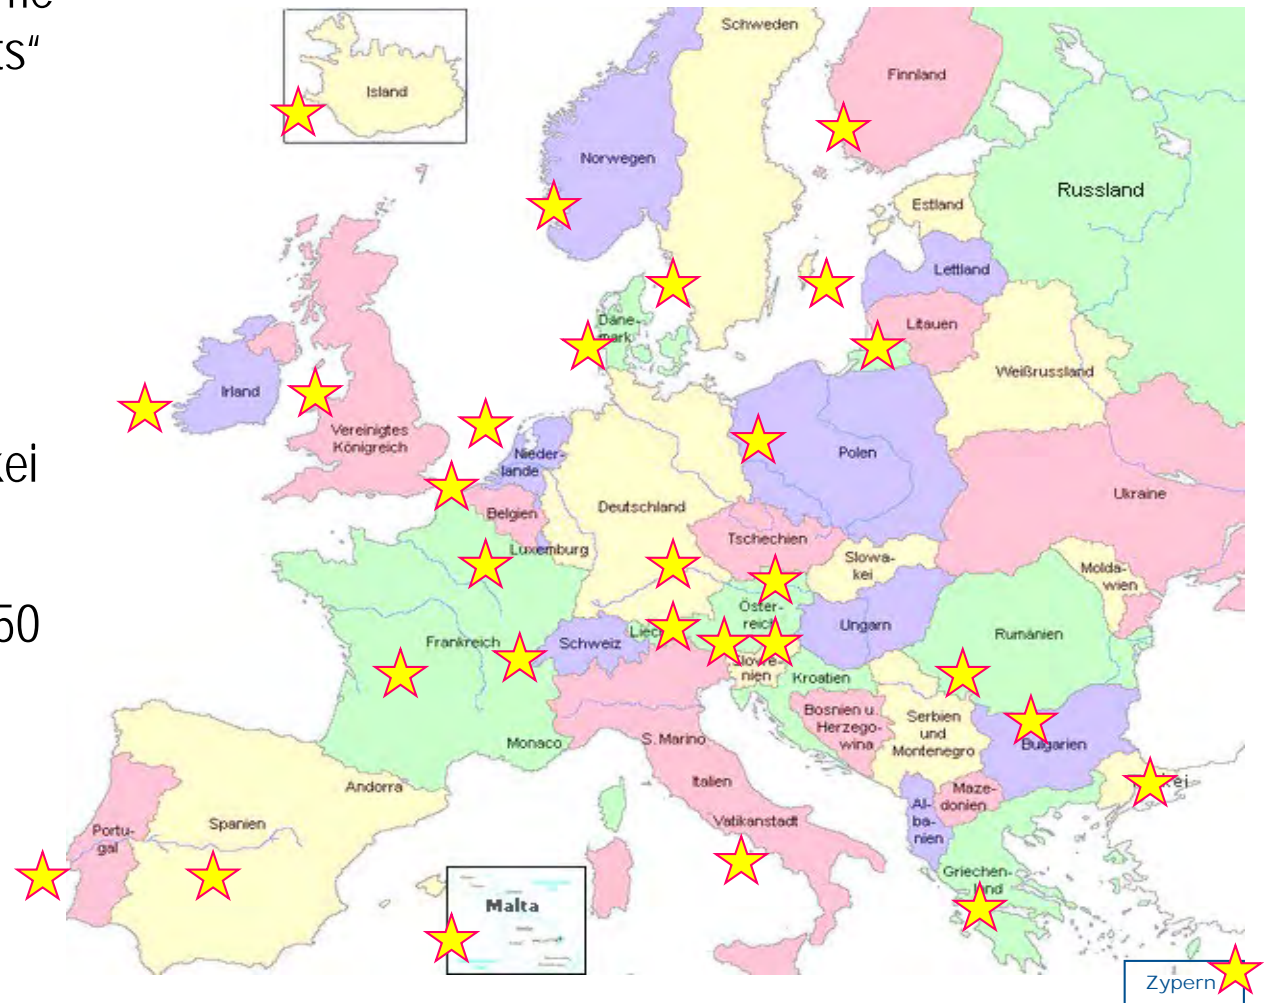 ts“
kei
50
Schweden
Finnland
Island
Norwegen
Russland
Estland
Lettland
Däne-
mark
Litauen
Weißrussland
Irland
Vereinigtes
Königreich
Nieder-
lande
Polen
Deutschland
Ukraine
Belgien
Tschechien
Luxemburg
Slowa-
kei
Molda-
wien
Öster-
reich
Ungarn
Liec
Rumänien
Frankreich
Schweiz
Slowe-
nien
Kroatien
Bosnien u.
Herzego-
wina
Serbien
und
Montenegro
Monaco
S. Marino
Bulgarien
Andorra
Italien
Maze-
donien
Al-
ba-
nien
Vatikanstadt
Portu-
gal
Spanien
Griechen-
land
Malta
Zypern